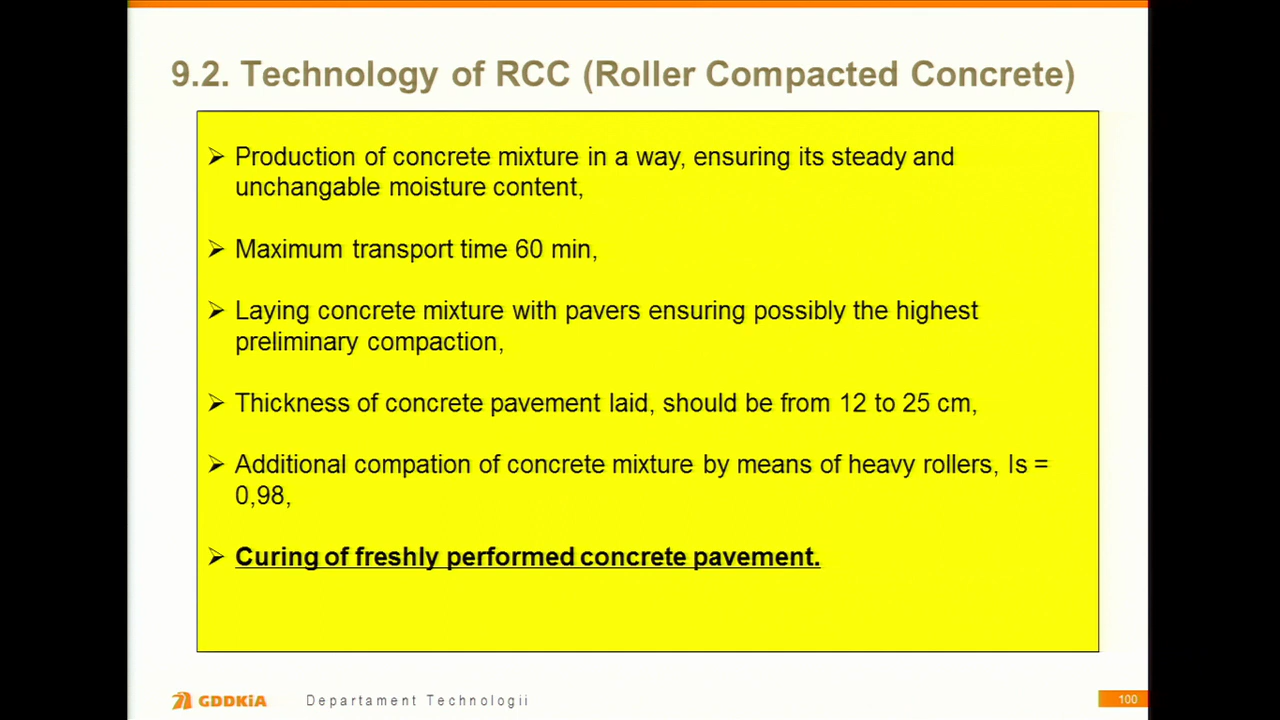 9.2. Technology of RCC (Roller Compacted Concrete)
Production of concrete mixture in a way, ensuring its steady and
unchangable moisture content,
Maximum transport time 60 min,
Laying concrete mixture with pavers ensuring possibly the highest
preliminary compaction,
Thickness of concrete pavement laid, should be from 12 to 25 cm,
Additional compation of concrete mixture by means of heavy rollers, Is =
0,98,
Curing of freshly performed concrete pavement.
GDDKiA Departament Technologii 100